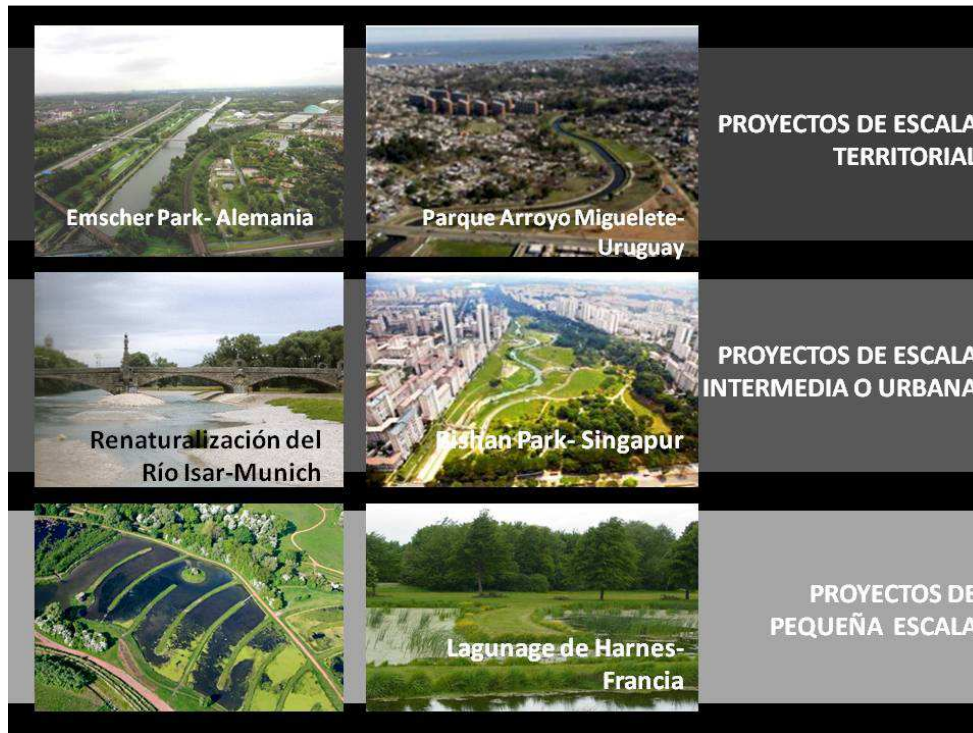 Emscher Park- Alemania
Parque Arroyo Miguelete-
Uruguay
PROYECTOS DE ESCALA
TERRITORIAL
Renaturalización del
Río Isar-Munich
Bishan Park- Singapur
PROYECTOS DE ESCALA
INTERMEDIA O URBANA
Lagunage de Harnes-
Francia
PROYECTOS DE
PEQUEÑA ESCALA